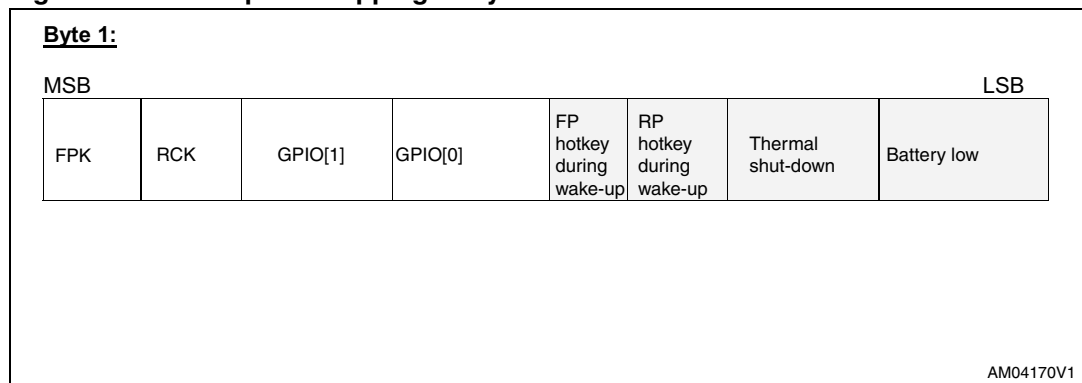 Byte 1:
MSB LSB
FPK RCK GPIO[1] GPIO[0] FP hotkey during wake-up RP hotkey during wake-up Thermal shut-down Battery low
AM04170V1